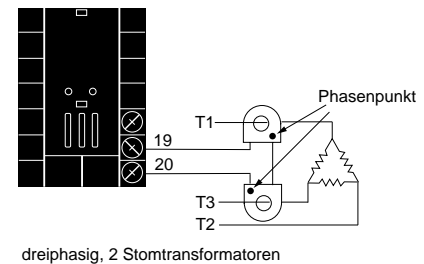 Phasenpunkt
T1
19
20
T3
T2
dreiphasig, 2 Stomtransformatoren